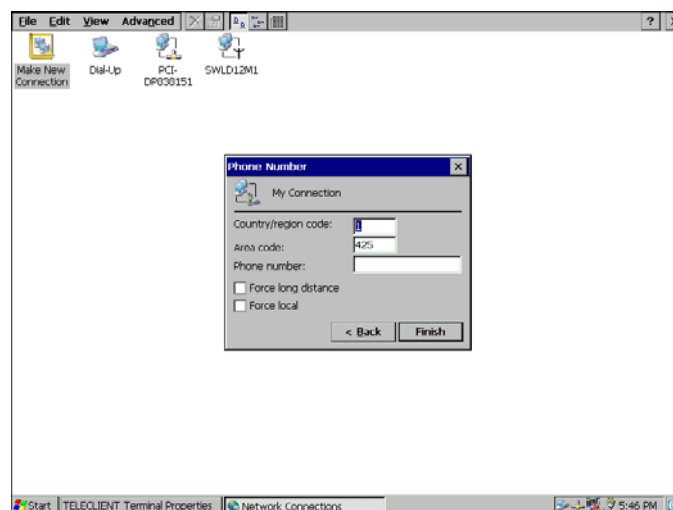 File Edit View Advanced ?
Make New Connection
Dial-Up
PCI-DP838151
SWLD12M1
Phone Number
My Connection
Country/region code: 1
Area code: 425
Phone number:
Force long distance
Force local
< Back Finish
Start TELECLIENT Terminal Properties Network Connections 5:46 PM